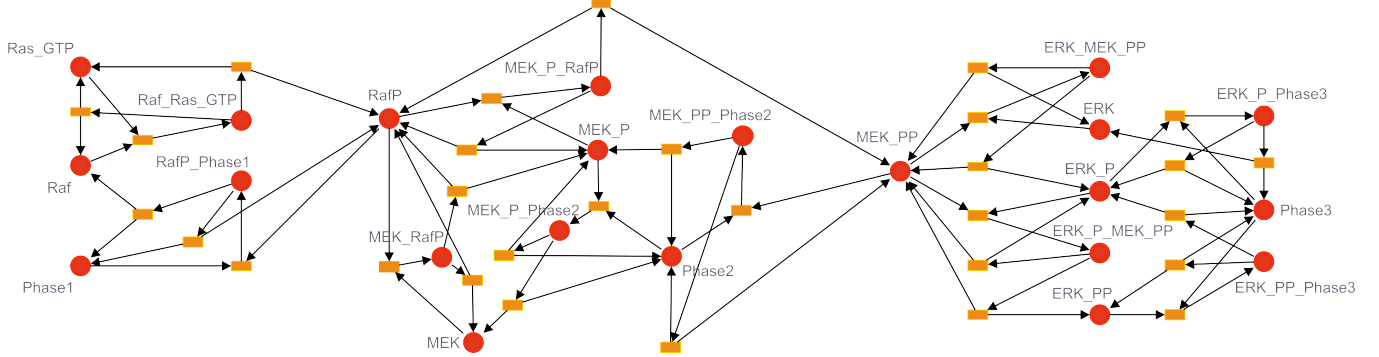 Ras_GTP
Raf_Ras_GTP
Raf
RafP_Phase1
Phase1
RafP
MEK_P_RafP
MEK_P
MEK_PP_Phase2
MEK_P_Phase2
MEK_RafP
Phase2
MEK
MEK_PP
ERK_MEK_PP
ERK
ERK_P_Phase3
ERK_P
Phase3
ERK_P_MEK_PP
ERK_PP
ERK_PP_Phase3